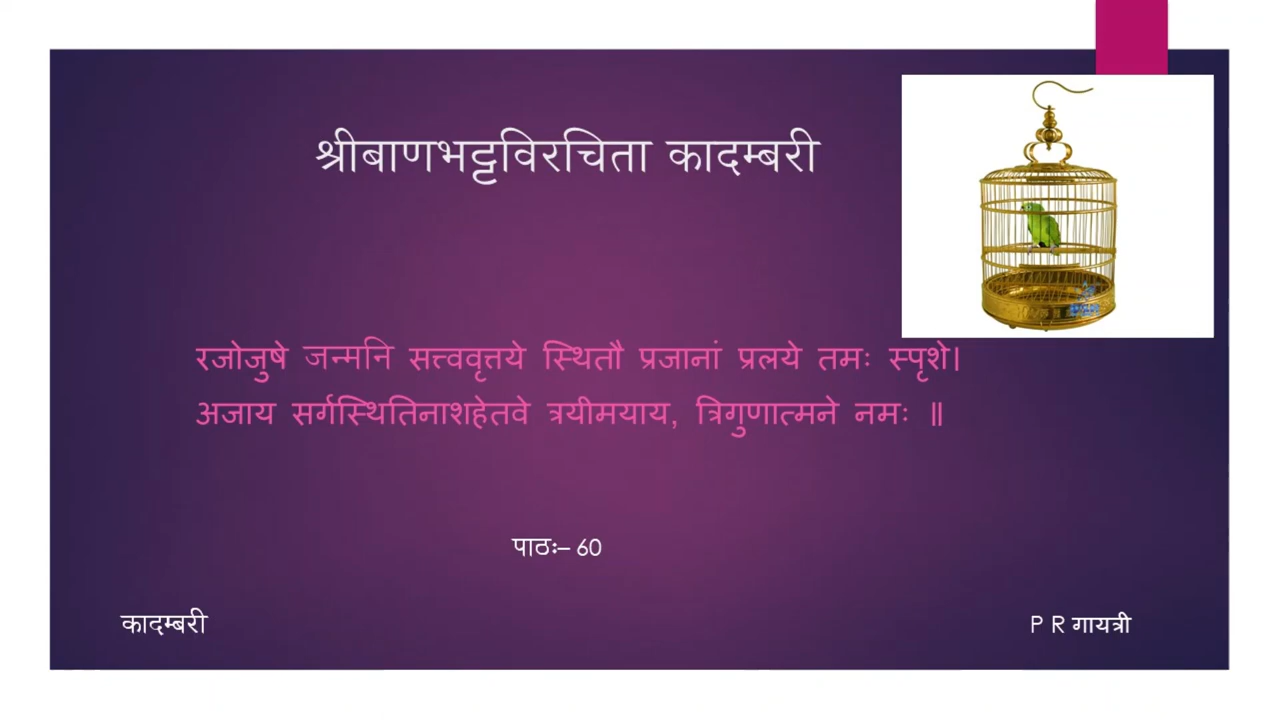 श्रीबाणभट्टविरचिता कादम्बरी
रजोजुषे जन्मनि सत्त्ववृत्तये स्थितौ प्रजानां प्रलये तमः स्पृशे।
अजाय सर्गस्थितिनाशहेतवे त्रयीमयाय, त्रिगुणात्मने नमः ॥
पाठः– 60
कादम्बरी
P R गायत्री